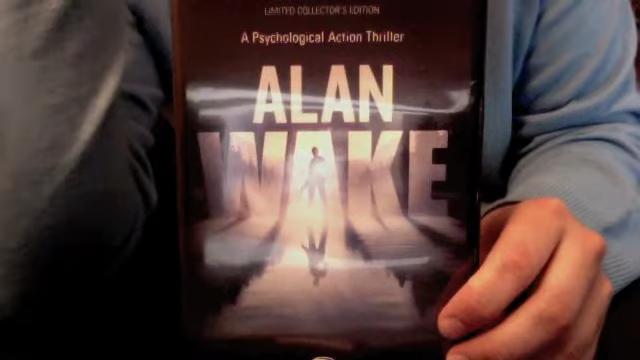 LIMITED COLLECTOR'S EDITION
A Psychological Action Thriller
ALAN
WAKE